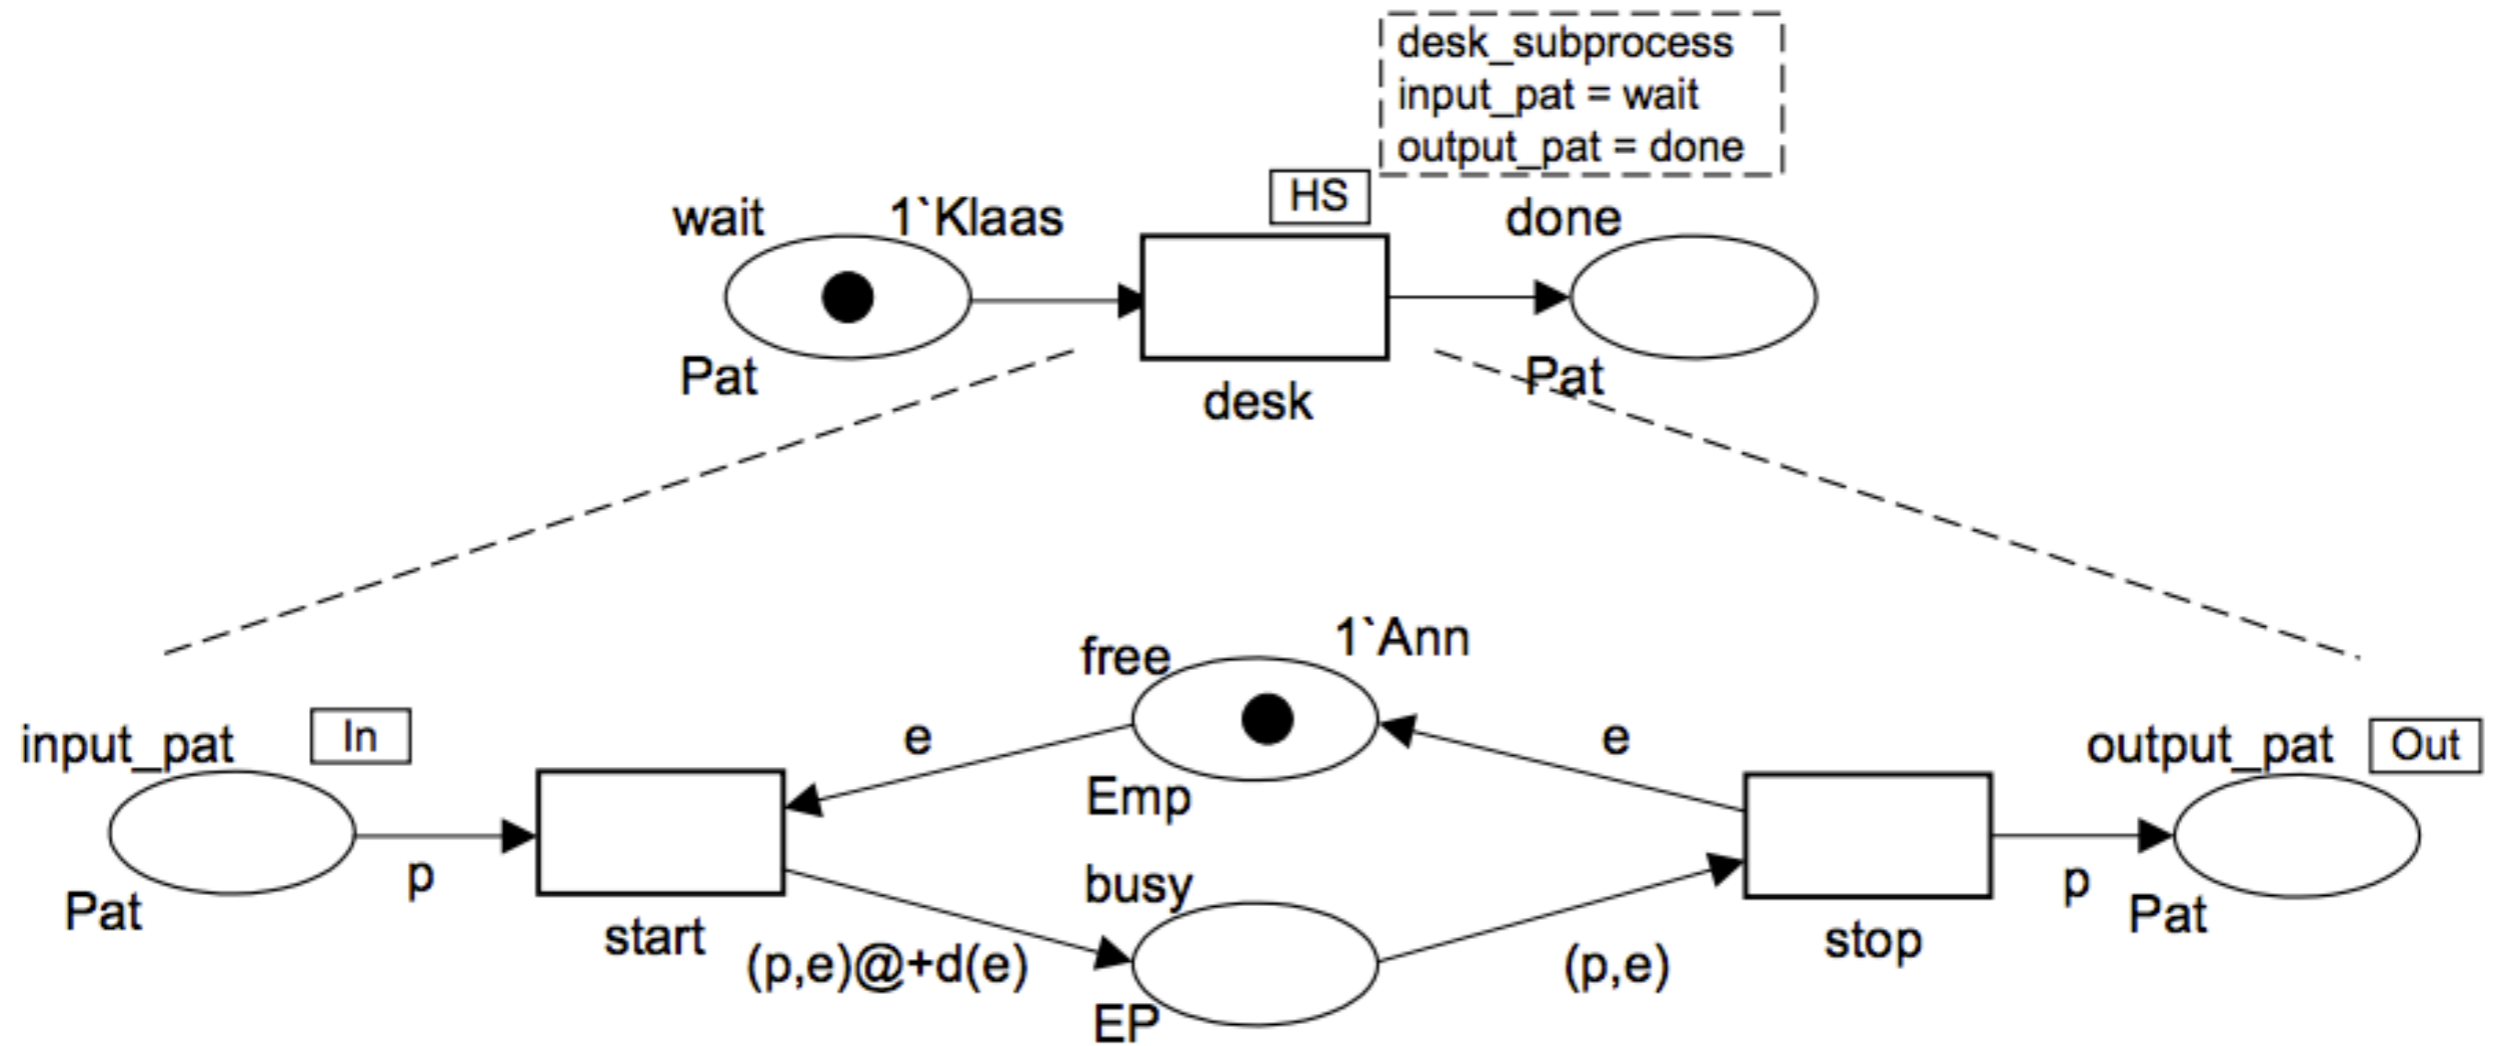 desk_subprocess
input_pat = wait
output_pat = done
HS
wait
1`Klaas
done
Pat
desk
Pat
free
1`Ann
input_pat
In
e
e
output_pat
Out
Emp
p
busy
p
Pat
start
(p,e)@+d(e)
(p,e)
stop
Pat
EP